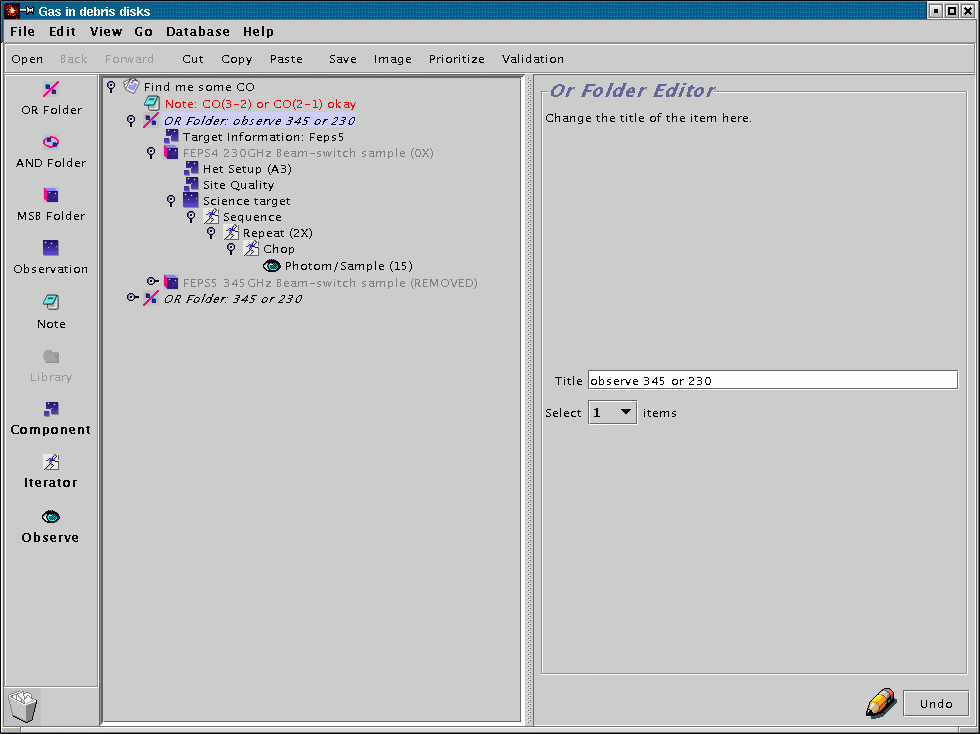 Gas in debris disks
File Edit View Go Database Help
Open Back Forward Cut Copy Paste Save Image Prioritize Validation
OR Folder
AND Folder
MSB Folder
Observation
Note
Library
Component
Iterator
Observe
Find me some CO
Note: CO(3-2) or CO(2-1) okay
OR Folder: observe 345 or 230
Target Information: Feps5
FEPS4 230GHz Beam-switch sample (0X)
Het Setup (A3)
Site Quality
Science target
Sequence
Repeat (2X)
Chop
Photom/Sample (15)
FEPS5 345GHz Beam-switch sample (REMOVED)
OR Folder: 345 or 230
Or Folder Editor
Change the title of the item here.
Title observe 345 or 230
Select 1 items
Undo